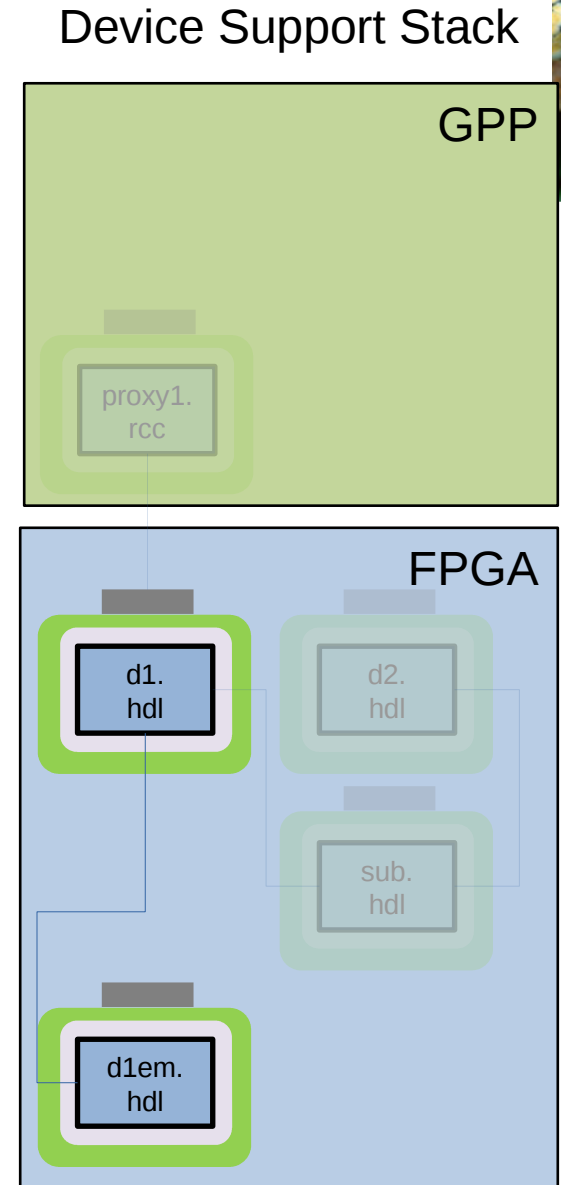 Device Support Stack
GPP
proxy1.
rcc
FPGA
d1.
hdl
d2.
hdl
sub.
hdl
d1em.
hdl